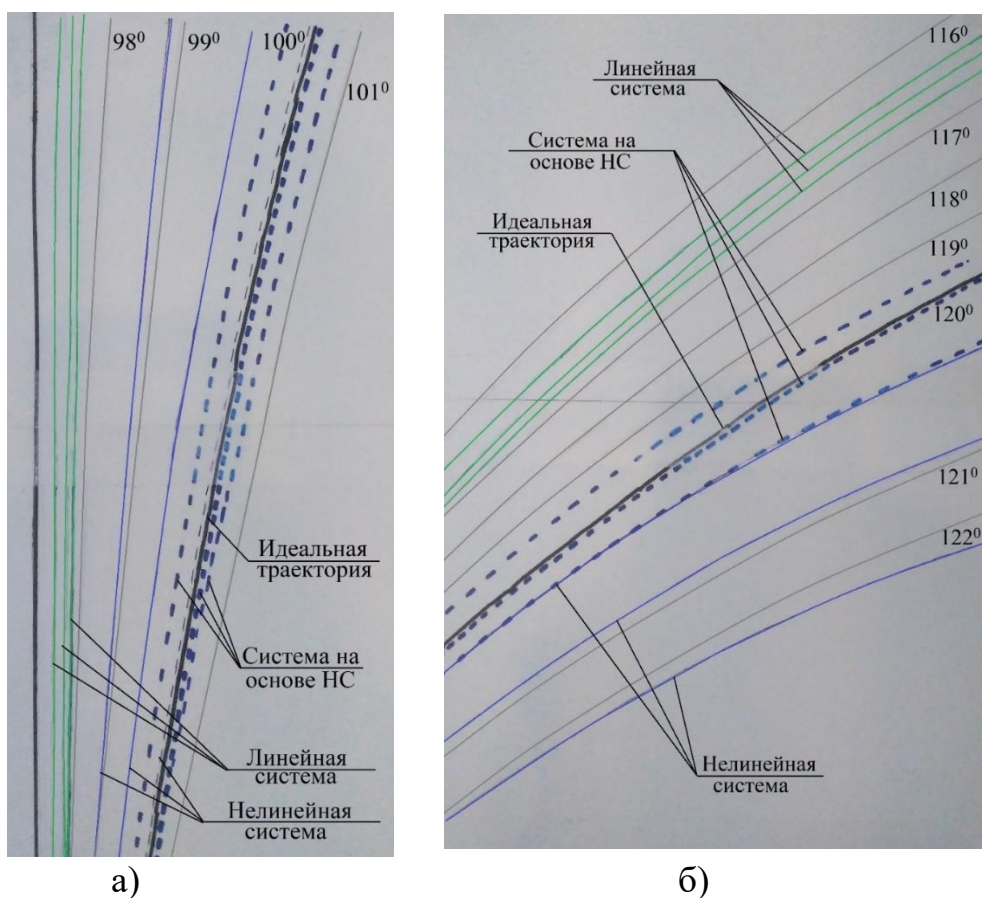 98⁰
99⁰
100⁰
101⁰
Идеальная
траектория
Система на
основе НС
Линейная
система
Нелинейная
система
а)
116⁰
Линейная
система
117⁰
Система на
основе НС
118⁰
Идеальная
траектория
119⁰
120⁰
121⁰
122⁰
Нелинейная
система
б)